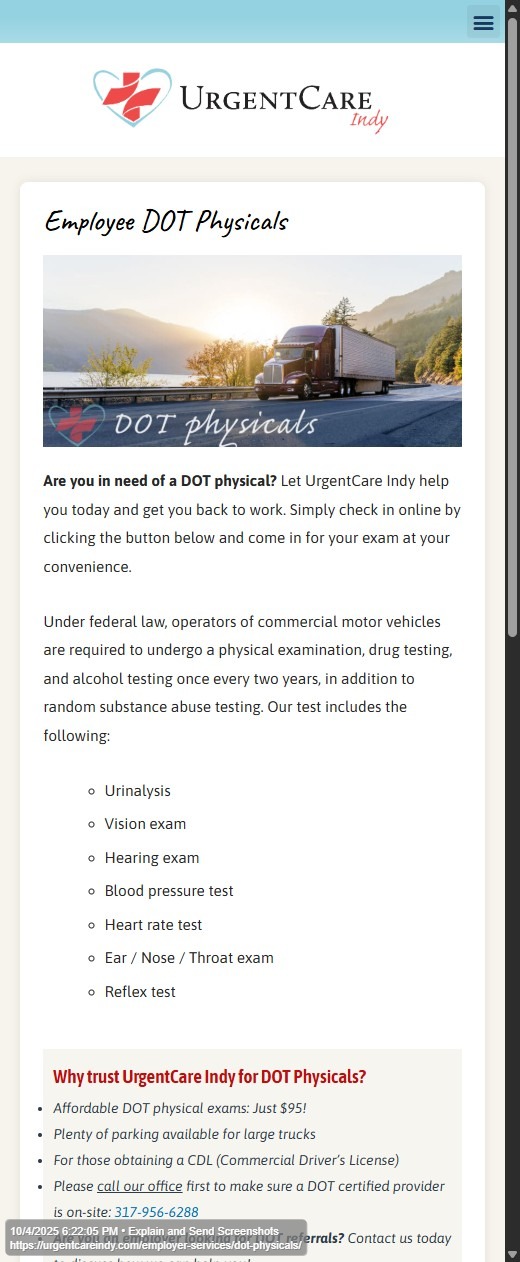 URGENTCARE
Indy
Employee DOT Physicals
DOT physicals
Are you in need of a DOT physical? Let UrgentCare Indy help
you today and get you back to work. Simply check in online by
clicking the button below and come in for your exam at your
convenience.
Under federal law, operators of commercial motor vehicles
are required to undergo a physical examination, drug testing,
and alcohol testing once every two years, in addition to
random substance abuse testing. Our test includes the
following:
Urinalysis
Vision exam
Hearing exam
Blood pressure test
Heart rate test
Ear / Nose / Throat exam
Reflex test
Why trust UrgentCare Indy for DOT Physicals?
Affordable DOT physical exams: Just $95!
Plenty of parking available for large trucks
For those obtaining a CDL (Commercial Driver's License)
Please call our office first to make sure a DOT certified provider
is on-site: 317-956-6288
Are you an employer looking for DOT referrals? Contact us today
10/4/2025 6:22:05 PM • Explain and Send Screenshots
https://urgentcareindy.com/employer-services/dot-physicals/